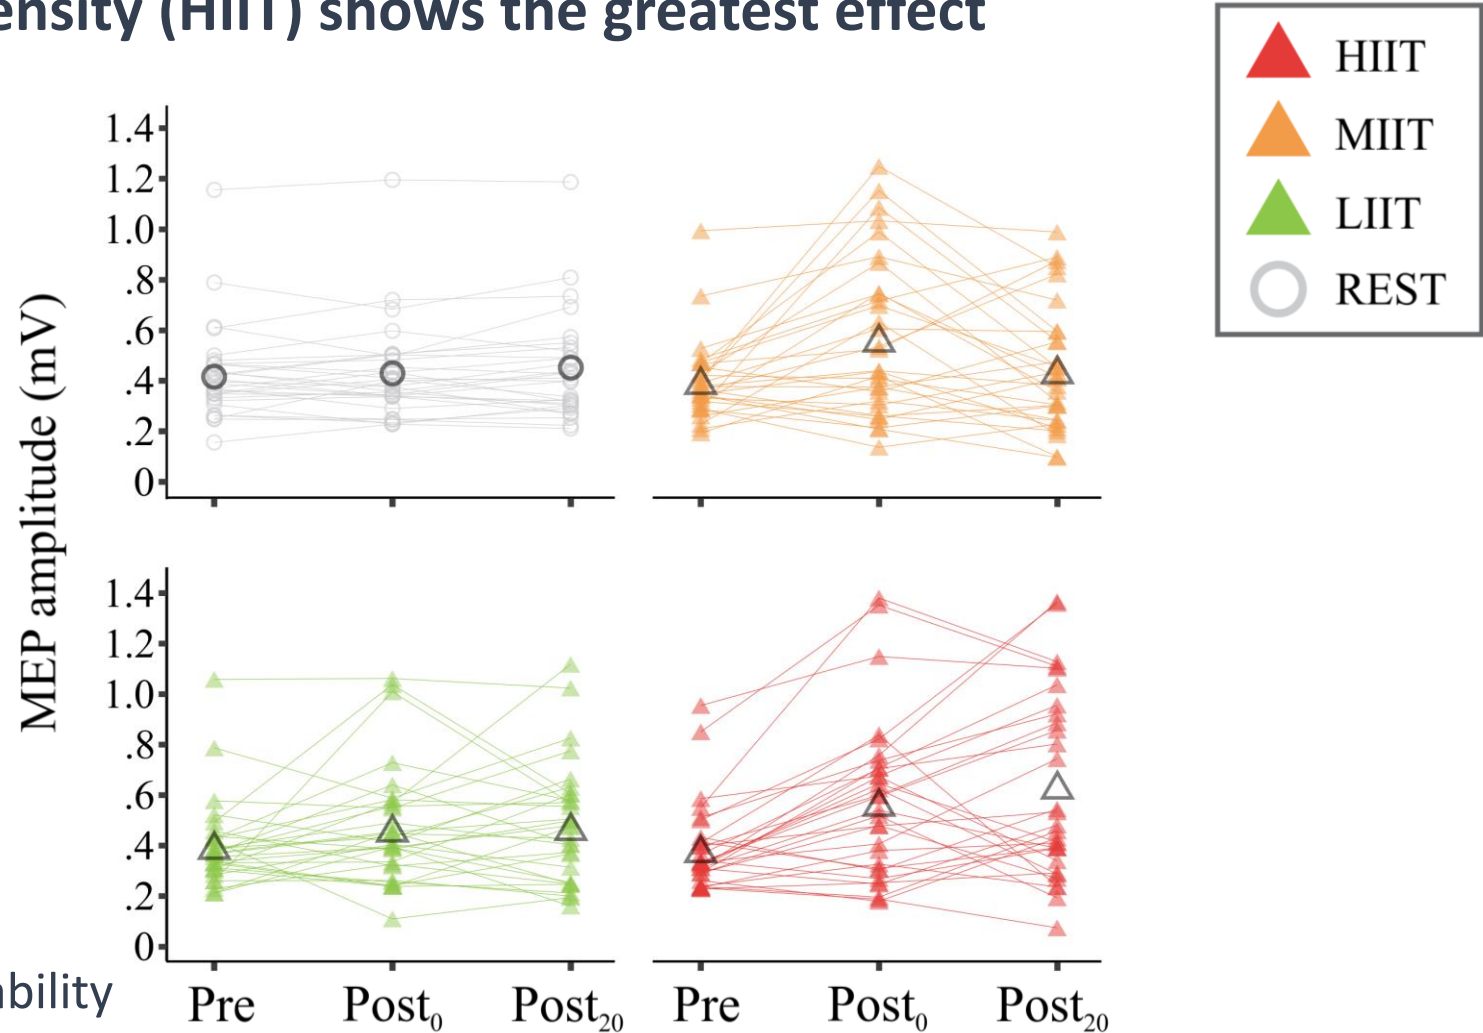 ensity (HIIT) shows the greatest effect
HIIT
MIIT
LIIT
REST
MEP amplitude (mV)
1.4
1.2
1.0
.8
.6
.4
.2
0
1.4
1.2
1.0
.8
.6
.4
.2
0
Pre Post0 Post20 Pre Post0 Post20
ability